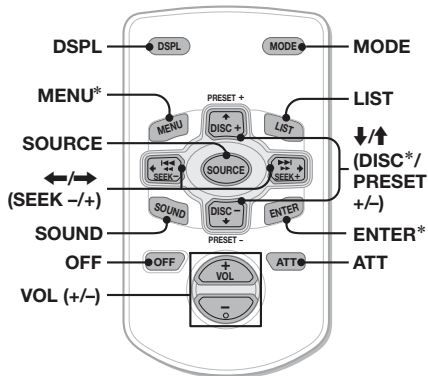 DSPL
DSPL
MODE
MODE
MENU*
MENU
PRESET +
DISC +
LIST
LIST
SOURCE
SOURCE
←/→
(SEEK –/+)
SEEK–
SEEK+
↓/↑
(DISC*/
PRESET
+/–)
SOUND
SOUND
DISC –
PRESET –
ENTER
ENTER*
OFF
OFF
ATT
ATT
VOL (+/–)
+
VOL
–